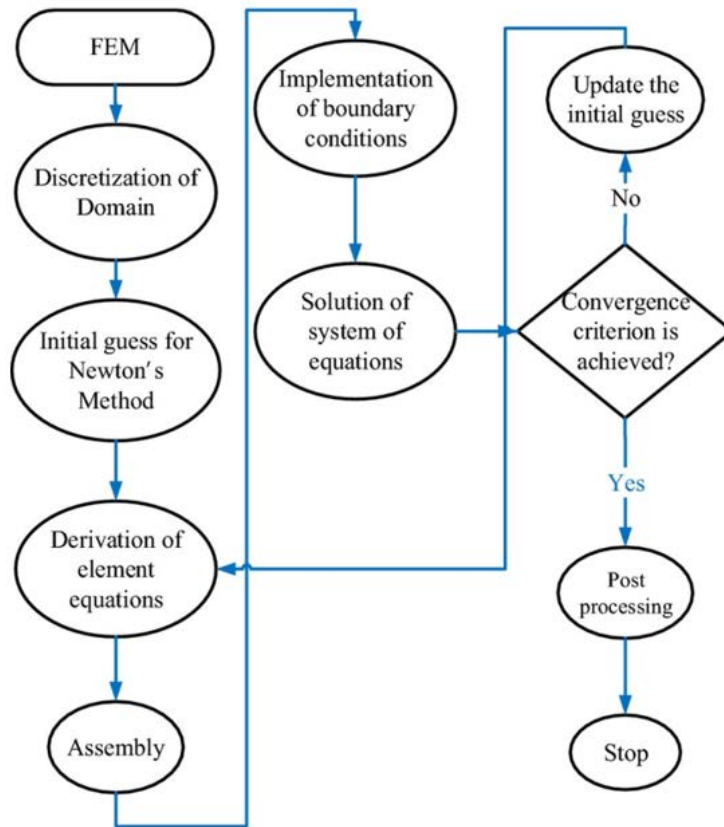 FEM
Discretization of
Domain
Initial guess for
Newton′s
Method
Derivation of
element
equations
Assembly
Implementation
of boundary
conditions
Solution of
system of
equations
Update the
initial guess
No
Convergence
criterion is
achieved?
Yes
Post
processing
Stop